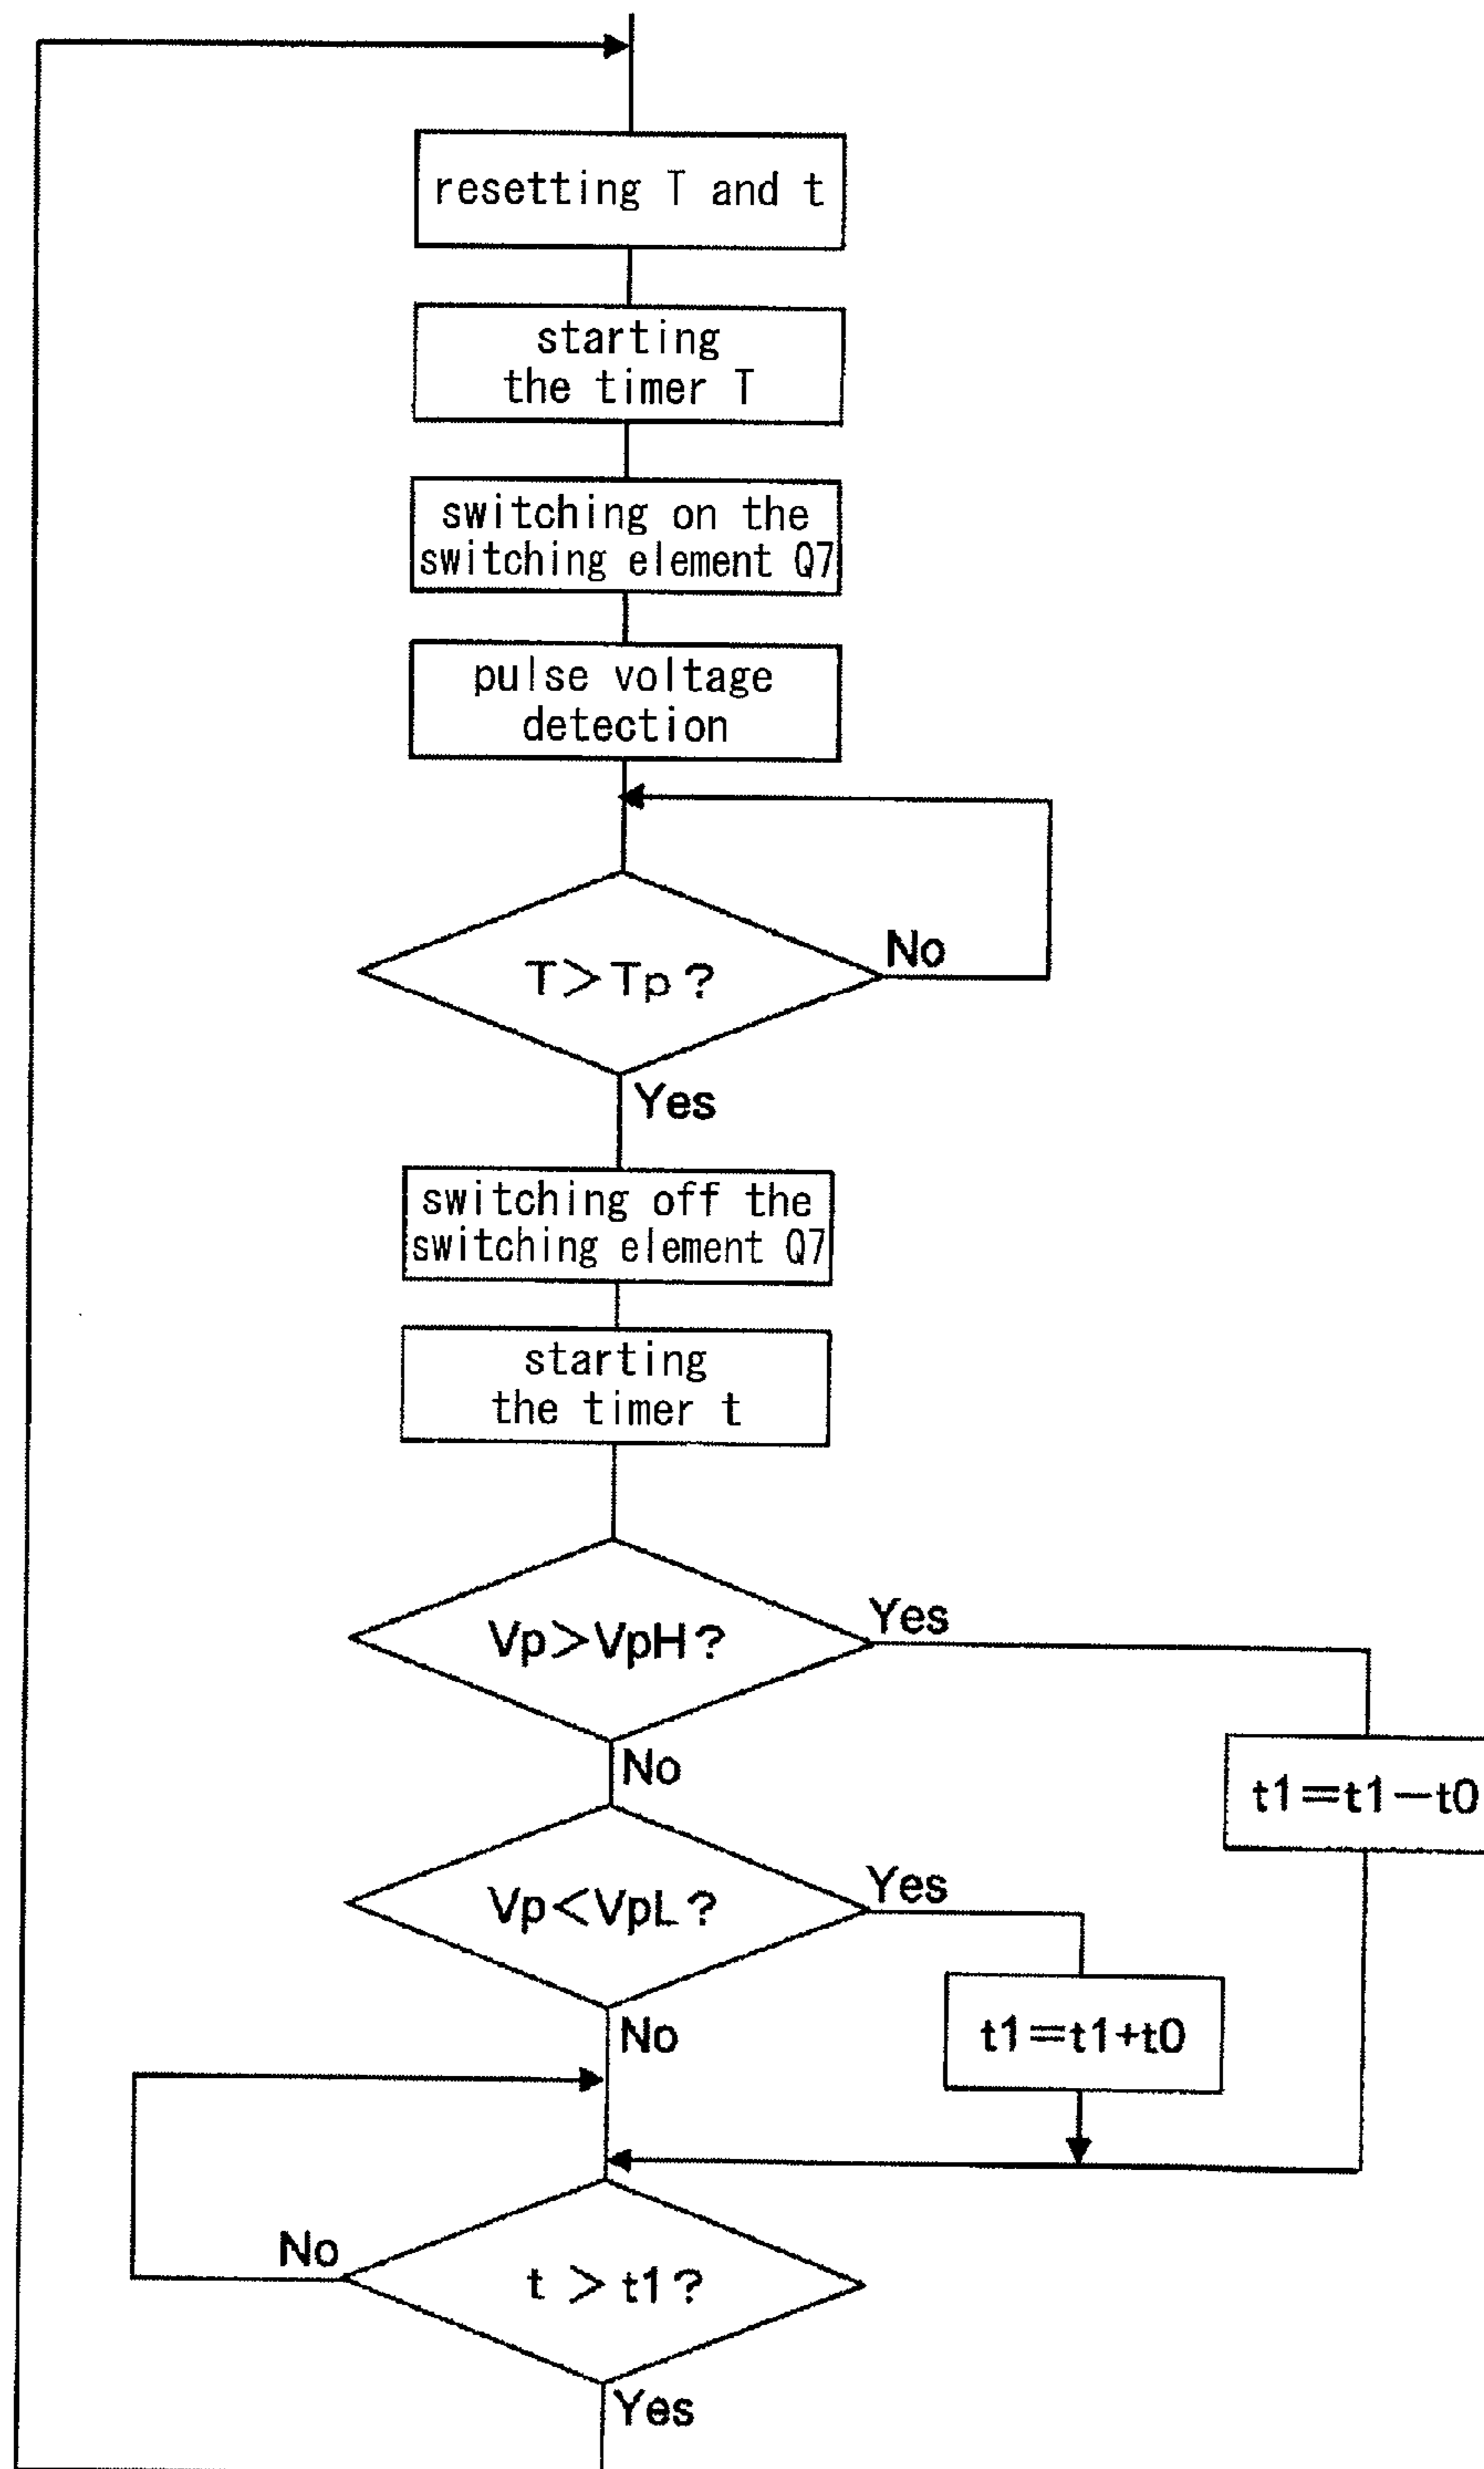 resetting T and t
starting
the timer T
switching on the
switching element Q7
pulse voltage
detection
T>Tp?
No
Yes
switching off the
switching element Q7
starting
the timer t
Vp>VpH?
Yes
No
t1=t1−t0
Vp<VpL?
Yes
No
t1=t1+t0
t >t1?
No
Yes